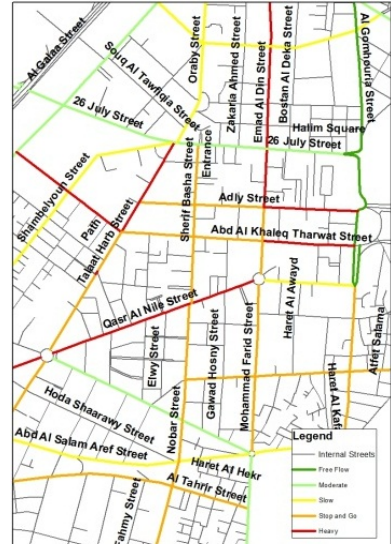 Al Galaa Street
Souq Al Tawfiqia Street
Oraby Street
Zakaria Ahmed Street
Emad Al Din Street
Bostan Al Deka Street
Al Gomhouria Street
26 July Street
Halim Square
26 July Street
Shambelyoun Street
Entrance
Sherif Basha Street
Adly Street
Path
Talaat Harb Street
Abd Al Khaleq Tharwat Street
Qasr Al Nile Street
Haret Al Awayd
Elwy Street
Gawad Hosny Street
Mohammad Farid Street
Alfer Salama
Hoda Shaarawy Street
Nobar Street
Haret Al Kafr
Abd Al Salam Aref Street
Haret Al Hekr
Al Tahrir Street
Fahmy Street
Legend
Internal Streets
Free Flow
Moderate
Slow
Stop and Go
Heavy